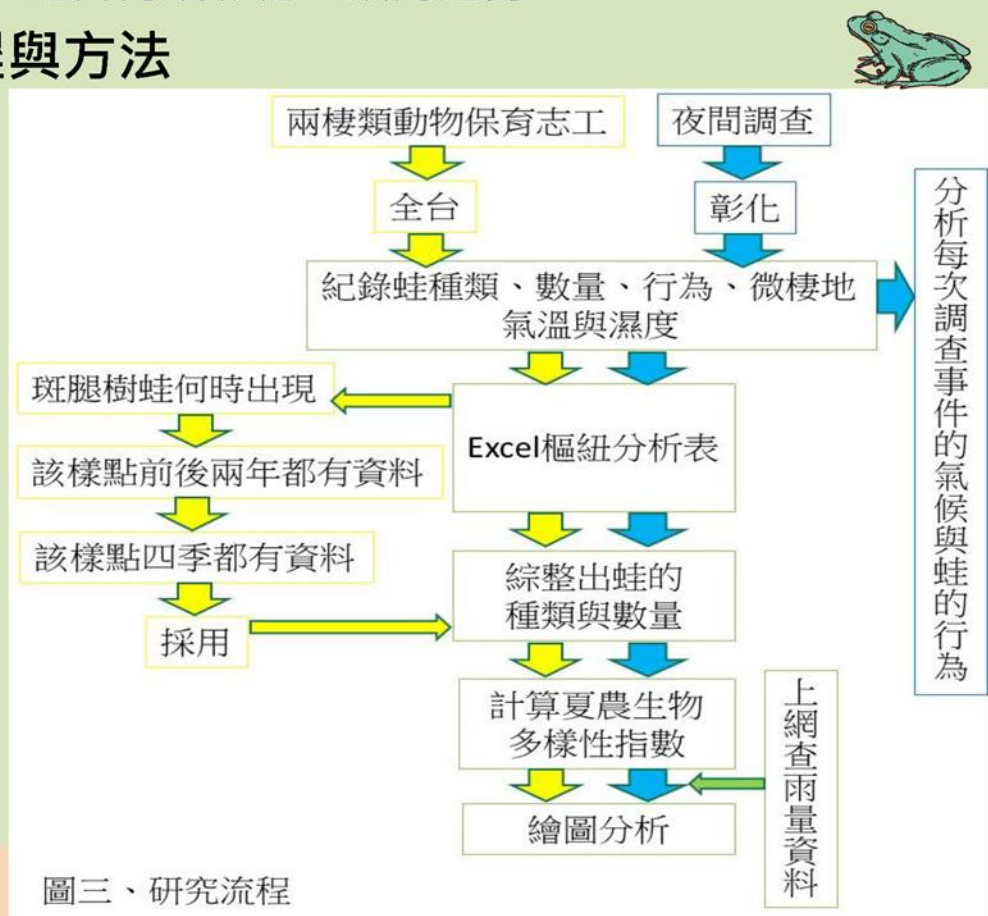 與方法
兩棲類動物保育志工
夜間調查
全台
彰化
紀錄蛙種類、數量、行為、微棲地
氣溫與濕度
分析每次調查事件的氣候與蛙的行為
斑腿樹蛙何時出現
Excel樞紐分析表
該樣點前後兩年都有資料
該樣點四季都有資料
採用
綜整出蛙的
種類與數量
計算夏農生物
多樣性指數
上網查雨量資料
繪圖分析
圖三、研究流程